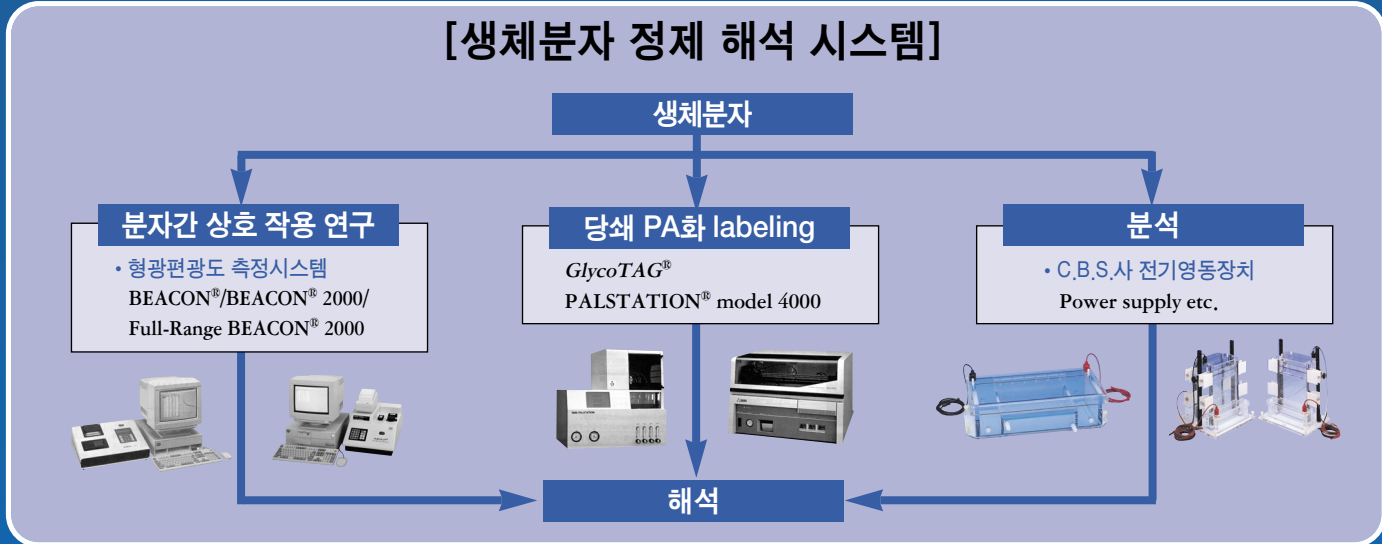 [생체분자 정제 해석 시스템]
생체분자
분자간 상호 작용 연구
• 형광편광도 측정시스템
BEACON®/BEACON® 2000/
Full-Range BEACON® 2000
당쇄 PA화 labeling
GlycoTAG®
PALSTATION® model 4000
분석
• C.B.S.사 전기영동장치
Power supply etc.
해석